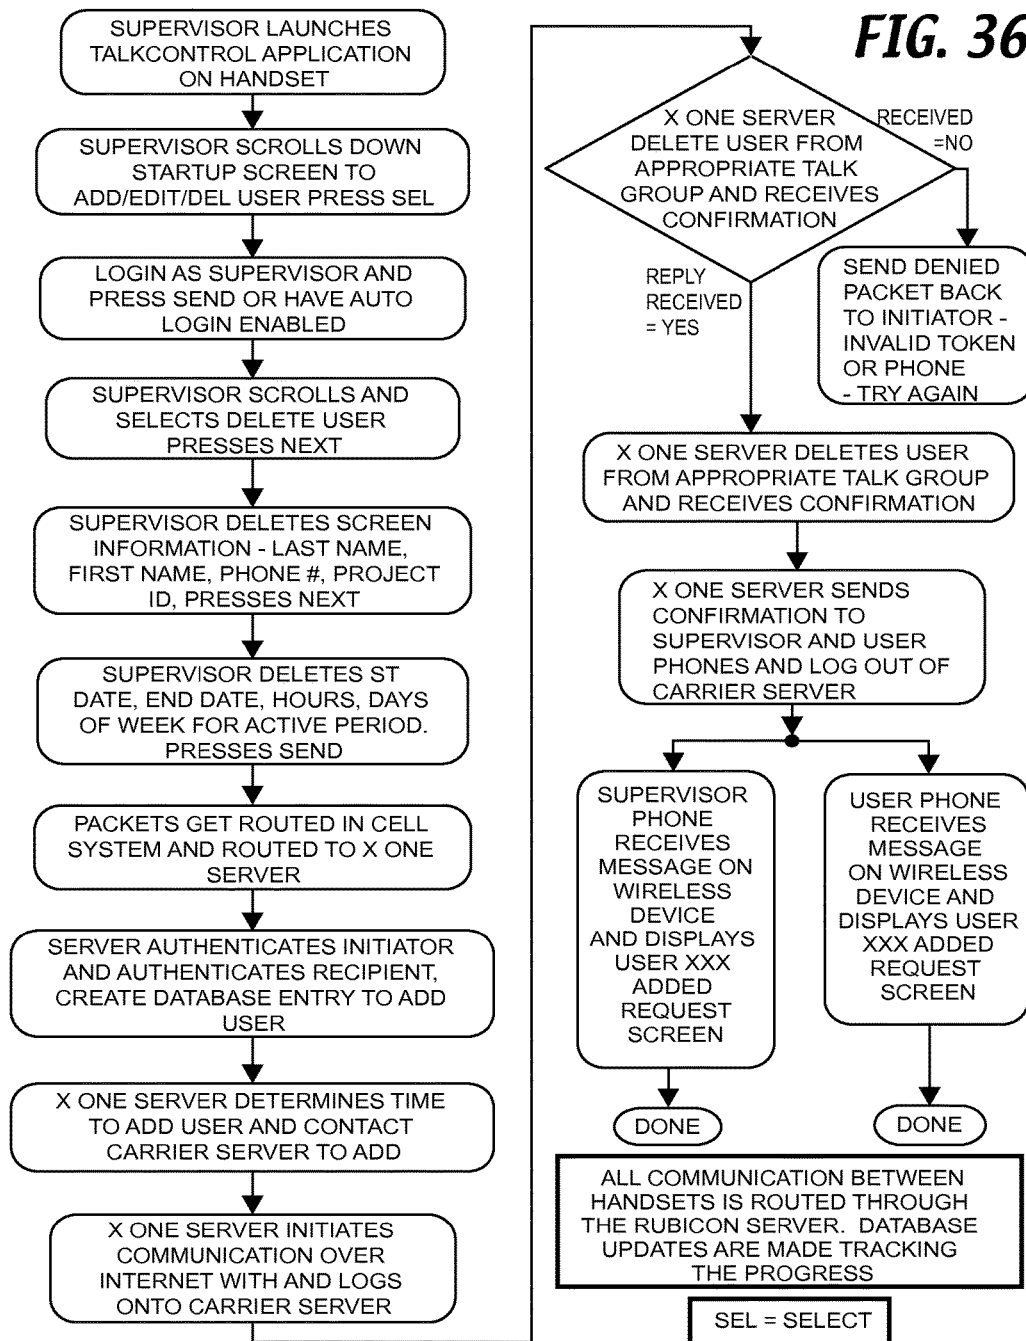 FIG. 36
SUPERVISOR LAUNCHES
TALKCONTROL APPLICATION
ON HANDSET
SUPERVISOR SCROLLS DOWN
STARTUP SCREEN TO
ADD/EDIT/DEL USER PRESS SEL
LOGIN AS SUPERVISOR AND
PRESS SEND OR HAVE AUTO
LOGIN ENABLED
SUPERVISOR SCROLLS AND
SELECTS DELETE USER
PRESSES NEXT
SUPERVISOR DELETES SCREEN
INFORMATION - LAST NAME,
FIRST NAME, PHONE #, PROJECT
ID, PRESSES NEXT
SUPERVISOR DELETES ST
DATE, END DATE, HOURS, DAYS
OF WEEK FOR ACTIVE PERIOD.
PRESSES SEND
PACKETS GET ROUTED IN CELL
SYSTEM AND ROUTED TO X ONE
SERVER
SERVER AUTHENTICATES INITIATOR
AND AUTHENTICATES RECIPIENT,
CREATE DATABASE ENTRY TO ADD
USER
X ONE SERVER DETERMINES TIME
TO ADD USER AND CONTACT
CARRIER SERVER TO ADD
X ONE SERVER INITIATES
COMMUNICATION OVER
INTERNET WITH AND LOGS
ONTO CARRIER SERVER
X ONE SERVER
DELETE USER FROM
APPROPRIATE TALK
GROUP AND RECEIVES
CONFIRMATION
RECEIVED
=NO
SEND DENIED
PACKET BACK
TO INITIATOR -
INVALID TOKEN
OR PHONE
- TRY AGAIN
REPLY
RECEIVED
= YES
X ONE SERVER DELETES USER
FROM APPROPRIATE TALK GROUP
AND RECEIVES CONFIRMATION
X ONE SERVER SENDS
CONFIRMATION TO
SUPERVISOR AND USER
PHONES AND LOG OUT OF
CARRIER SERVER
SUPERVISOR
PHONE
RECEIVES
MESSAGE ON
WIRELESS
DEVICE
AND DISPLAYS
USER XXX
ADDED
REQUEST
SCREEN
USER PHONE
RECEIVES
MESSAGE
ON WIRELESS
DEVICE AND
DISPLAYS USER
XXX ADDED
REQUEST
SCREEN
DONE
DONE
ALL COMMUNICATION BETWEEN
HANDSETS IS ROUTED THROUGH
THE RUBICON SERVER. DATABASE
UPDATES ARE MADE TRACKING
THE PROGRESS
SEL = SELECT